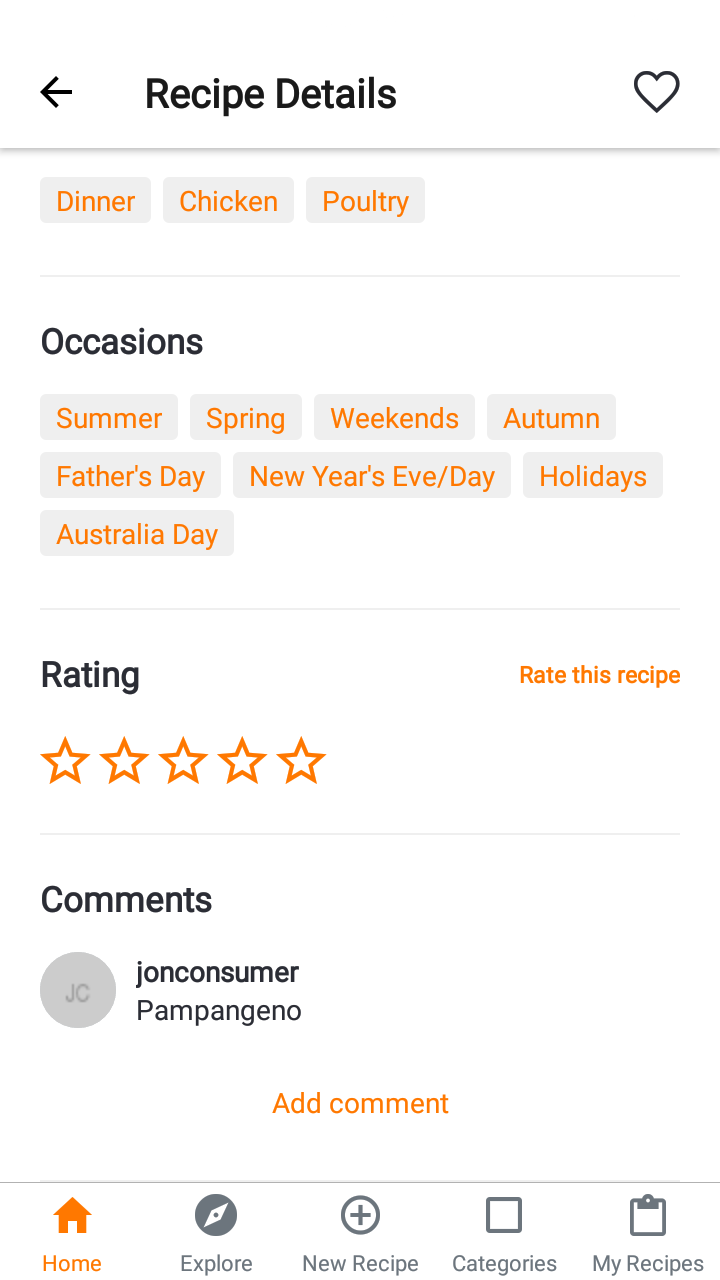 Recipe Details
Dinner Chicken Poultry
Occasions
Summer Spring Weekends Autumn
Father's Day New Year's Eve/Day Holidays
Australia Day
Rating Rate this recipe
Comments
JC
jonconsumer
Pampangeno
Add comment
Home Explore New Recipe Categories My Recipes